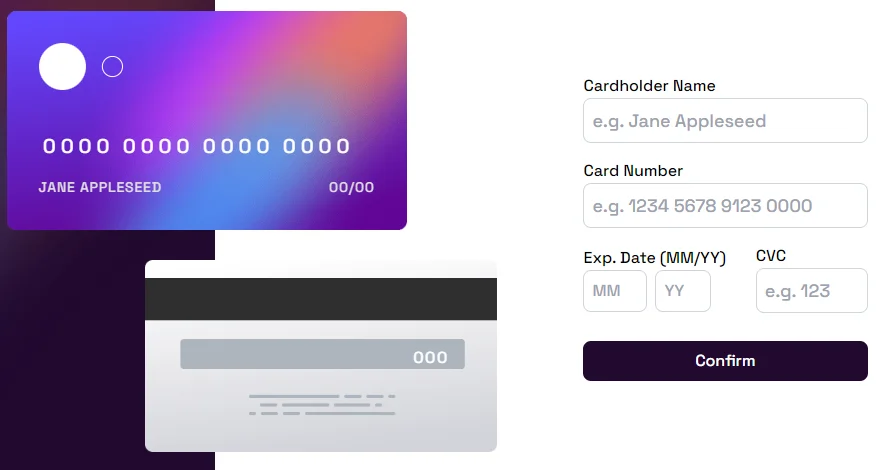 0000 0000 0000 0000
JANE APPLESEED 00/00
000
Cardholder Name
e.g. Jane Appleseed
Card Number
e.g. 1234 5678 9123 0000
Exp. Date (MM/YY) CVC
MM YY e.g. 123
Confirm